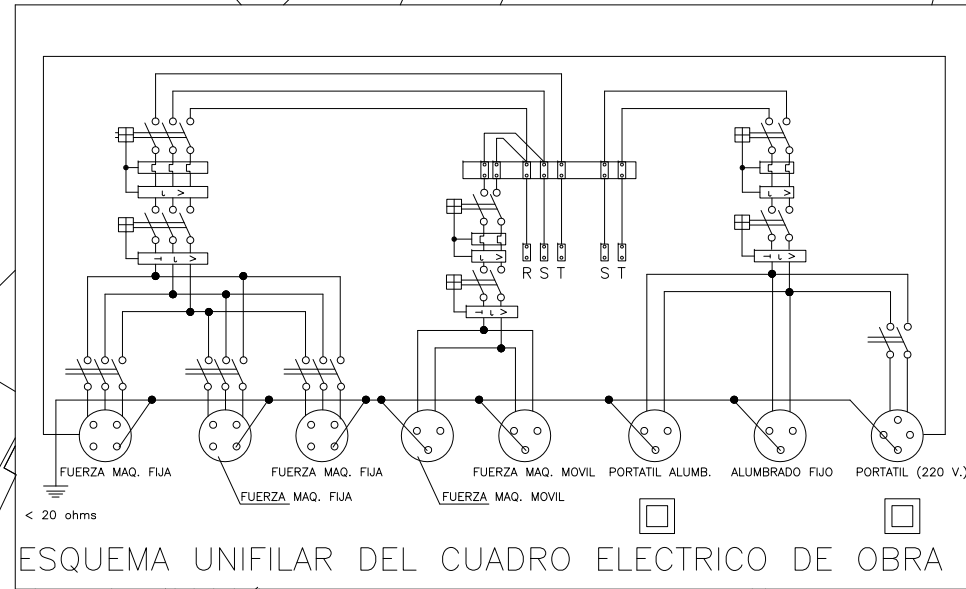 R S T S T
FUERZA MAQ. FIJA
FUERZA MAQ. FIJA
FUERZA MAQ. MOVIL
PORTATIL ALUMB.
ALUMBRADO FIJO
PORTATIL (220 V.)
FUERZA MAQ. FIJA
FUERZA MAQ. MOVIL
< 20 ohms
ESQUEMA UNIFILAR DEL CUADRO ELECTRICO DE OBRA